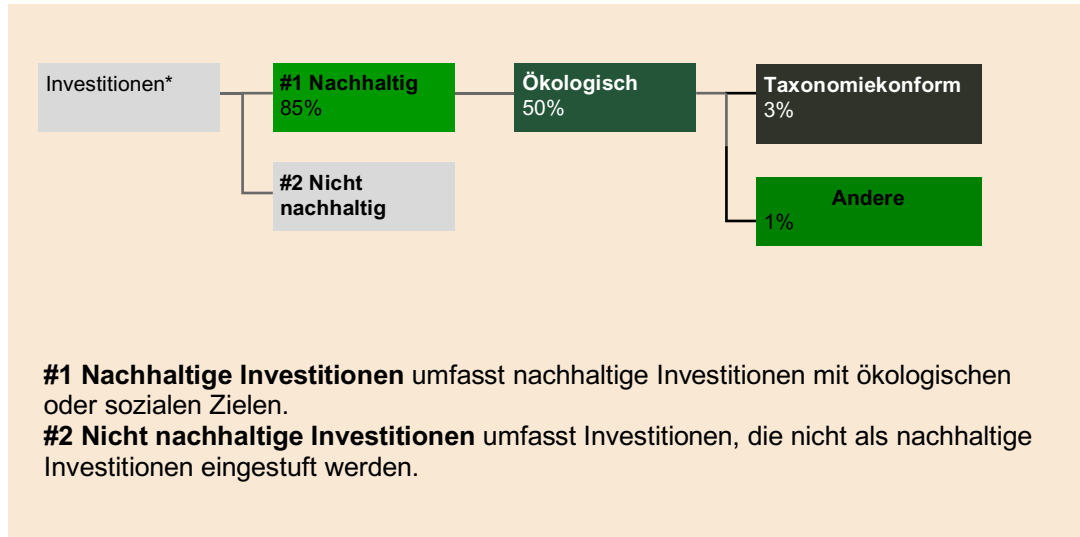 Investitionen*
#1 Nachhaltig
85%
Ökologisch
50%
Taxonomiekonform
3%
#2 Nicht
nachhaltig
Andere
1%
#1 Nachhaltige Investitionen umfasst nachhaltige Investitionen mit ökologischen
oder sozialen Zielen.
#2 Nicht nachhaltige Investitionen umfasst Investitionen, die nicht als nachhaltige
Investitionen eingestuft werden.